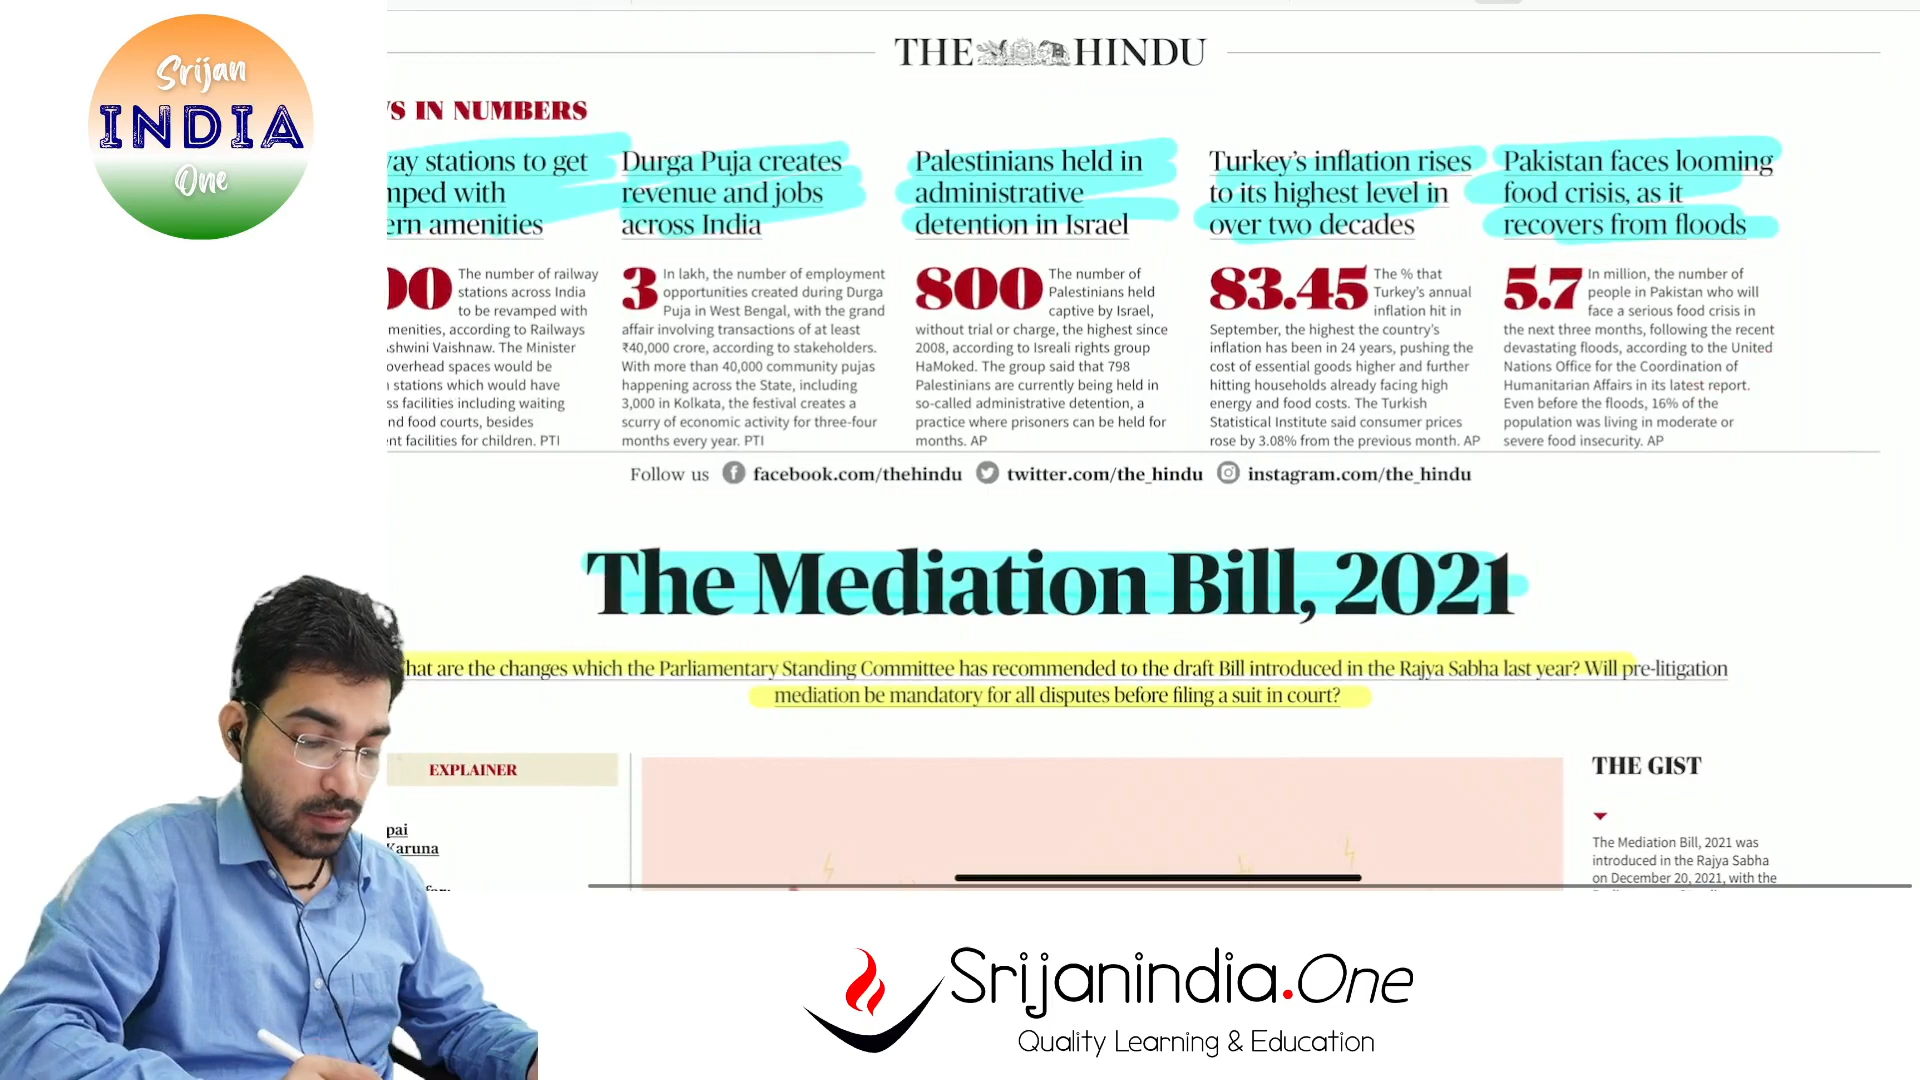 Srijan
INDIA
One
THE HINDU
IN NUMBERS
stations to get
with
amenities
The number of railway
stations across India
to be revamped with
according to Railways
Vaishnaw. The Minister
overhead spaces would be
stations which would have
facilities including waiting
food courts, besides
facilities for children. PTI
Durga Puja creates
revenue and jobs
across India
3 In lakh, the number of employment
opportunities created during Durga
Puja in West Bengal, with the grand
affair involving transactions of at least
₹40,000 crore, according to stakeholders.
With more than 40,000 community pujas
happening across the State, including
3,000 in Kolkata, the festival creates a
scurry of economic activity for three-four
months every year. PTI
Palestinians held in
administrative
detention in Israel
800 The number of
Palestinians held
captive by Israel,
without trial or charge, the highest since
2008, according to Isreali rights group
HaMoked. The group said that 798
Palestinians are currently being held in
so-called administrative detention, a
practice where prisoners can be held for
months. AP
Turkey's inflation rises
to its highest level in
over two decades
83.45 The % that
Turkey's annual
inflation hit in
September, the highest the country's
inflation has been in 24 years, pushing the
cost of essential goods higher and further
hitting households already facing high
energy and food costs. The Turkish
Statistical Institute said consumer prices
rose by 3.08% from the previous month. AP
Pakistan faces looming
food crisis, as it
recovers from floods
5.7 In million, the number of
people in Pakistan who will
face a serious food crisis in
the next three months, following the recent
devastating floods, according to the United
Nations Office for the Coordination of
Humanitarian Affairs in its latest report.
Even before the floods, 16% of the
population was living in moderate or
severe food insecurity. AP
Follow us facebook.com/thehindu twitter.com/the_hindu instagram.com/the_hindu
The Mediation Bill, 2021
hat are the changes which the Parliamentary Standing Committee has recommended to the draft Bill introduced in the Rajya Sabha last year? Will pre-litigation
mediation be mandatory for all disputes before filing a suit in court?
EXPLAINER
pai
Karuna
THE GIST
The Mediation Bill, 2021 was
introduced in the Rajya Sabha
on December 20, 2021, with the
Srijanindia.One
Quality Learning & Education